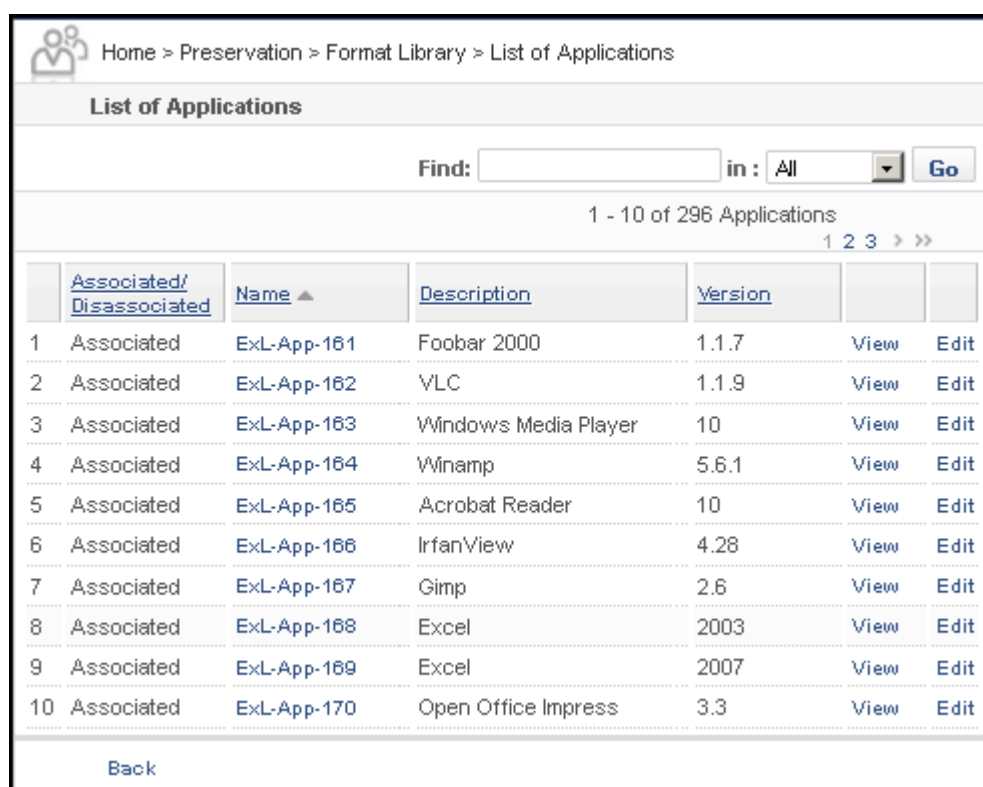 Home > Preservation > Format Library > List of Applications
List of Applications
Find: in : All Go
1 - 10 of 296 Applications
1 2 3 > >>
Associated/ Disassociated Name Description Version
1 Associated ExL-App-161 Foobar 2000 1.1.7 View Edit
2 Associated ExL-App-162 VLC 1.1.9 View Edit
3 Associated ExL-App-163 Windows Media Player 10 View Edit
4 Associated ExL-App-164 Winamp 5.6.1 View Edit
5 Associated ExL-App-165 Acrobat Reader 10 View Edit
6 Associated ExL-App-166 IrfanView 4.28 View Edit
7 Associated ExL-App-167 Gimp 2.6 View Edit
8 Associated ExL-App-168 Excel 2003 View Edit
9 Associated ExL-App-169 Excel 2007 View Edit
10 Associated ExL-App-170 Open Office Impress 3.3 View Edit
Back